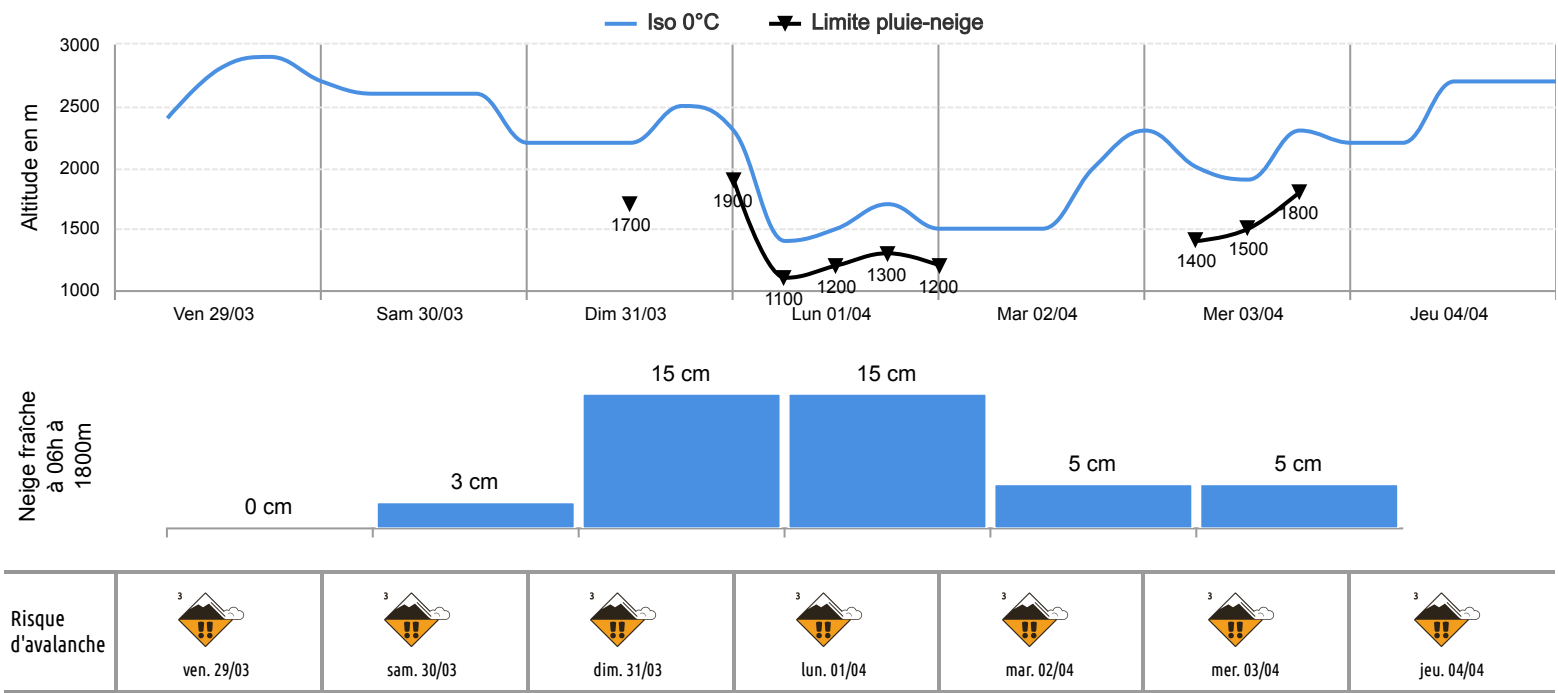 Iso 0°C Limite pluie-neige
Altitude en m
3000
2500
2000
1500
1000
1700
1900
1100
1200
1300
1200
1400
1500
1800
Ven 29/03 Sam 30/03 Dim 31/03 Lun 01/04 Mar 02/04 Mer 03/04 Jeu 04/04
Neige fraîche
à 06h à
1800m
0 cm 3 cm 15 cm 15 cm 5 cm 5 cm
Risque
d'avalanche
3 3 3 3 3 3 3
!! !! !! !! !! !! !!
ven. 29/03 sam. 30/03 dim. 31/03 lun. 01/04 mar. 02/04 mer. 03/04 jeu. 04/04